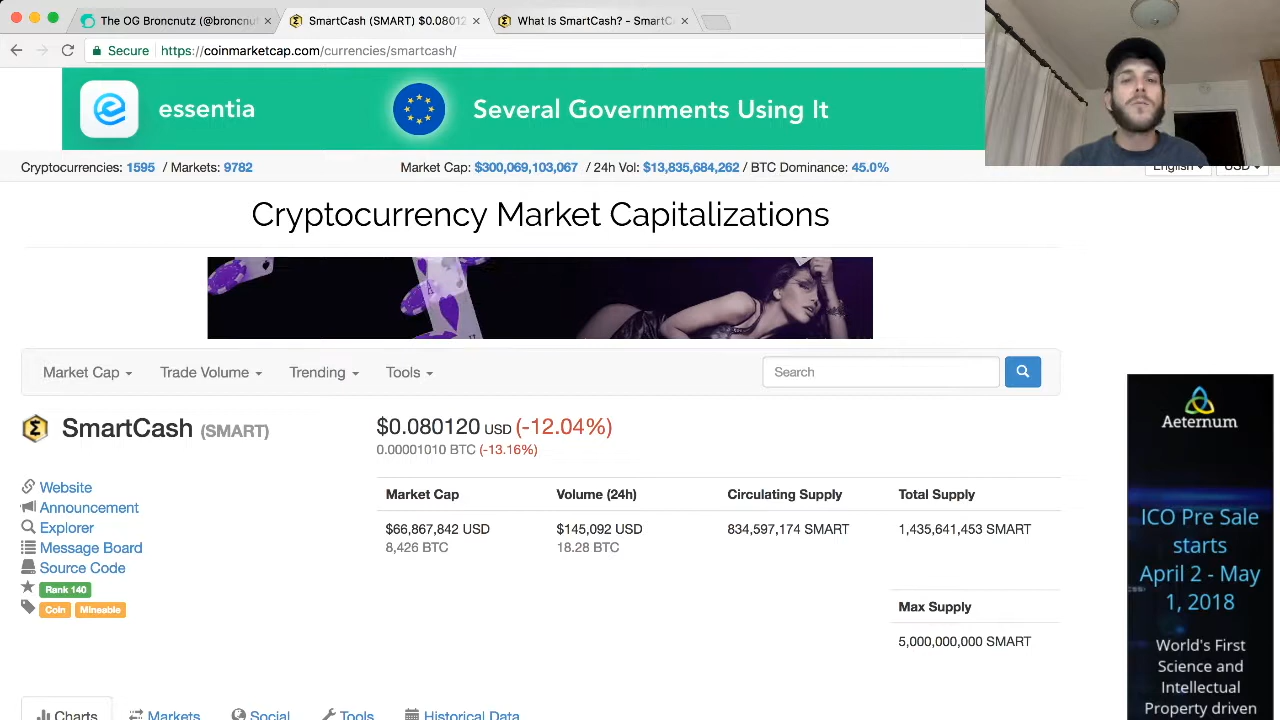 The OG Broncnutz (@broncnut
SmartCash (SMART) $0.080120
What Is SmartCash? - SmartC
Secure
https://coinmarketcap.com/currencies/smartcash/
essentia
Several Governments Using It
Cryptocurrencies: 1595 / Markets: 9782
Market Cap: $300,069,103,067 / 24h Vol: $13,835,684,262 / BTC Dominance: 45.0%
English
USD
Cryptocurrency Market Capitalizations
Market Cap
Trade Volume
Trending
Tools
Search
SmartCash (SMART)
$0.080120 USD (-12.04%)
0.00001010 BTC (-13.16%)
Website
Announcement
Explorer
Message Board
Source Code
Rank 140
Coin
Mineable
Market Cap
Volume (24h)
Circulating Supply
Total Supply
$66,867,842 USD
$145,092 USD
834,597,174 SMART
1,435,641,453 SMART
8,426 BTC
18.28 BTC
Max Supply
5,000,000,000 SMART
Charts
Markets
Social
Tools
Historical Data
Aeternum
ICO Pre Sale
starts
April 2 - May
1, 2018
World's First
Science and
Intellectual
Property driven